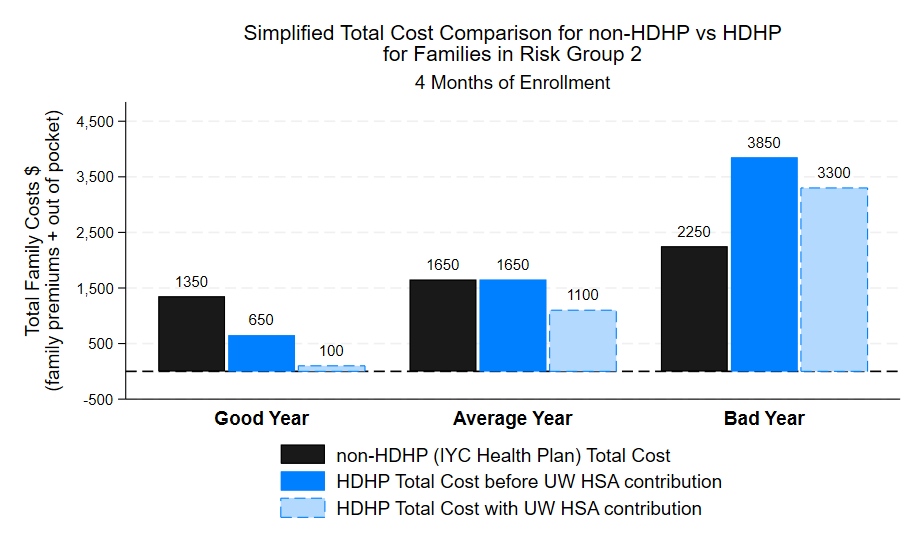 Simplified Total Cost Comparison for non-HDHP vs HDHP
for Families in Risk Group 2
4 Months of Enrollment
Total Family Costs $
(family premiums + out of pocket)
4,500
3,500
2,500
1,500
500
-500
1350
650
100
1650
1650
1100
2250
3850
3300
Good Year
Average Year
Bad Year
non-HDHP (IYC Health Plan) Total Cost
HDHP Total Cost before UW HSA contribution
HDHP Total Cost with UW HSA contribution